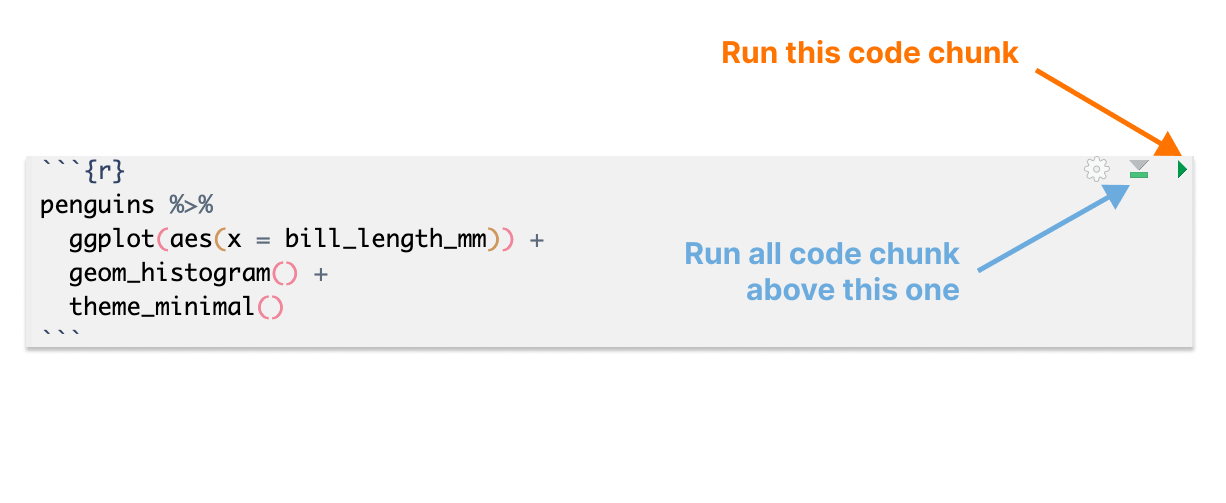 Run this code chunk
```{r}
penguins %>%
  ggplot(aes(x = bill_length_mm)) +
  geom_histogram() +
  theme_minimal()
```
Run all code chunk
above this one